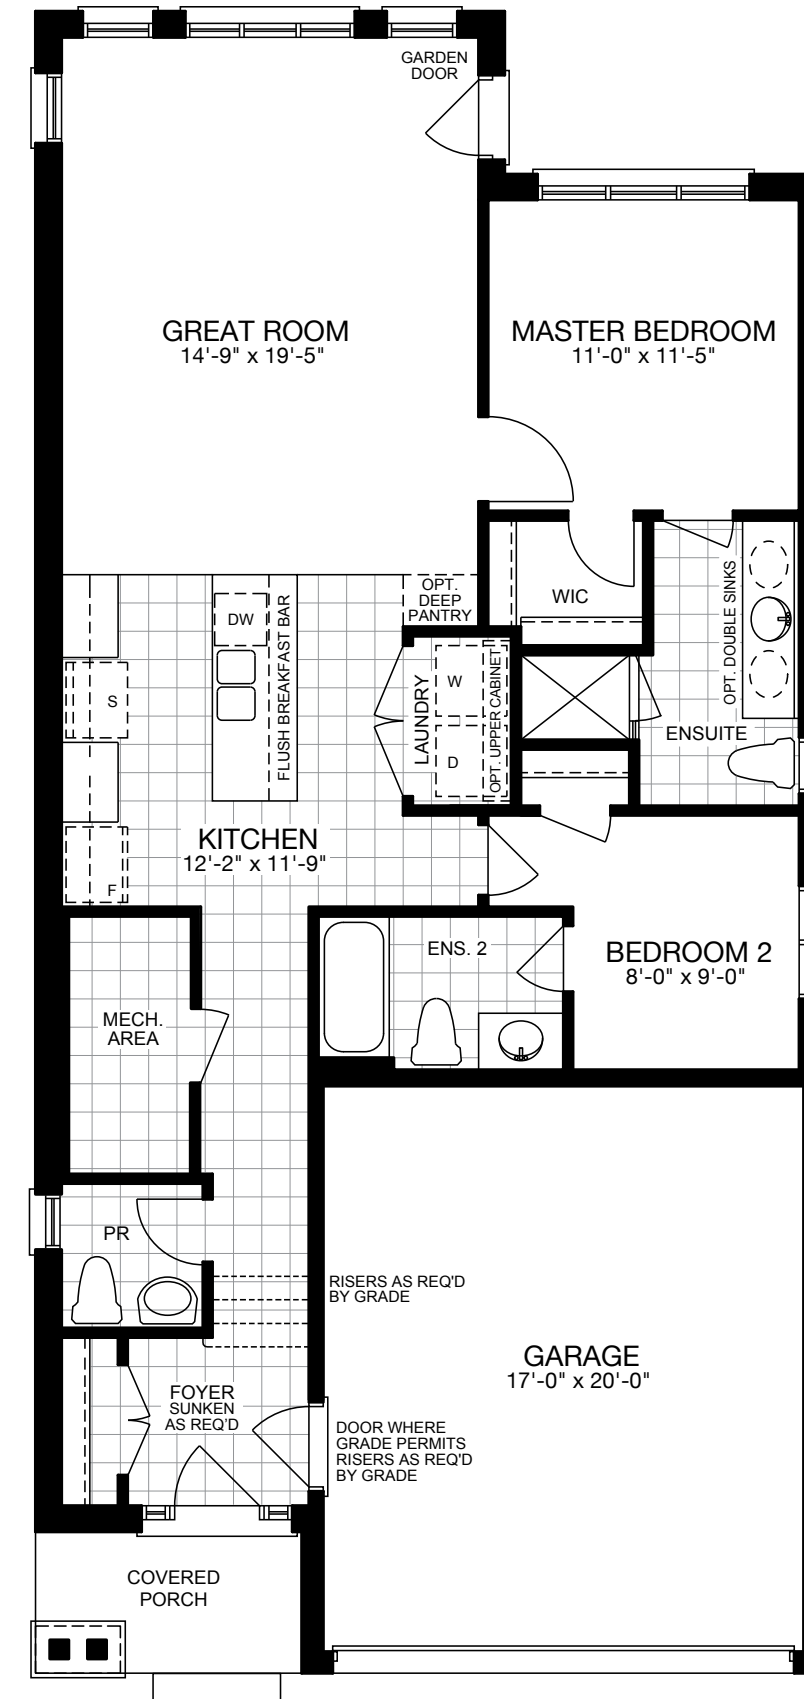 GARDEN
DOOR
GREAT ROOM
14'-9" x 19'-5"
MASTER BEDROOM
11'-0" x 11'-5"
OPT.
DEEP
PANTRY
WIC
OPT. DOUBLE SINKS
DW
FLUSH BREAKFAST BAR
S
LAUNDRY
W
D
OPT. UPPER CABINET
ENSUITE
KITCHEN
12'-2" x 11'-9"
F
ENS. 2
BEDROOM 2
8'-0" x 9'-0"
MECH.
AREA
PR
RISERS AS REQ'D
BY GRADE
GARAGE
17'-0" x 20'-0"
FOYER
SUNKEN
AS REQ'D
DOOR WHERE
GRADE PERMITS
RISERS AS REQ'D
BY GRADE
COVERED
PORCH